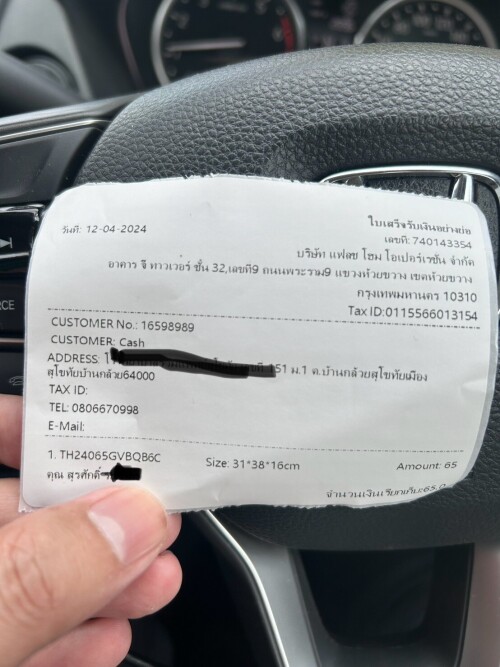 วันที่: 12-04-2024
ใบเสร็จรับเงินอย่างย่อ
เลขที่: 740143354
บริษัท แฟลช โฮม โอเปอร์เรชั่น จำกัด
อาคาร จี ทาวเวอร์ ชั้น 32,เลขที่9 ถนนพระราม9 แขวงห้วยขวาง เขตห้วยขวาง
กรุงเทพมหานคร 10310
Tax ID:0115566013154
CUSTOMER No.: 16598989
CUSTOMER: Cash
ADDRESS: 151 ม.1 ต.บ้านกล้วยสุโขทัยเมือง
สุโขทัยบ้านกล้วย64000
TAX ID:
TEL: 0806670998
E-Mail:
1. TH24065GVBQB6C Size: 31*38*16cm Amount: 65
คุณ สุรศักดิ์
จำนวนเงินเรียกเก็บ:65.0
RCE